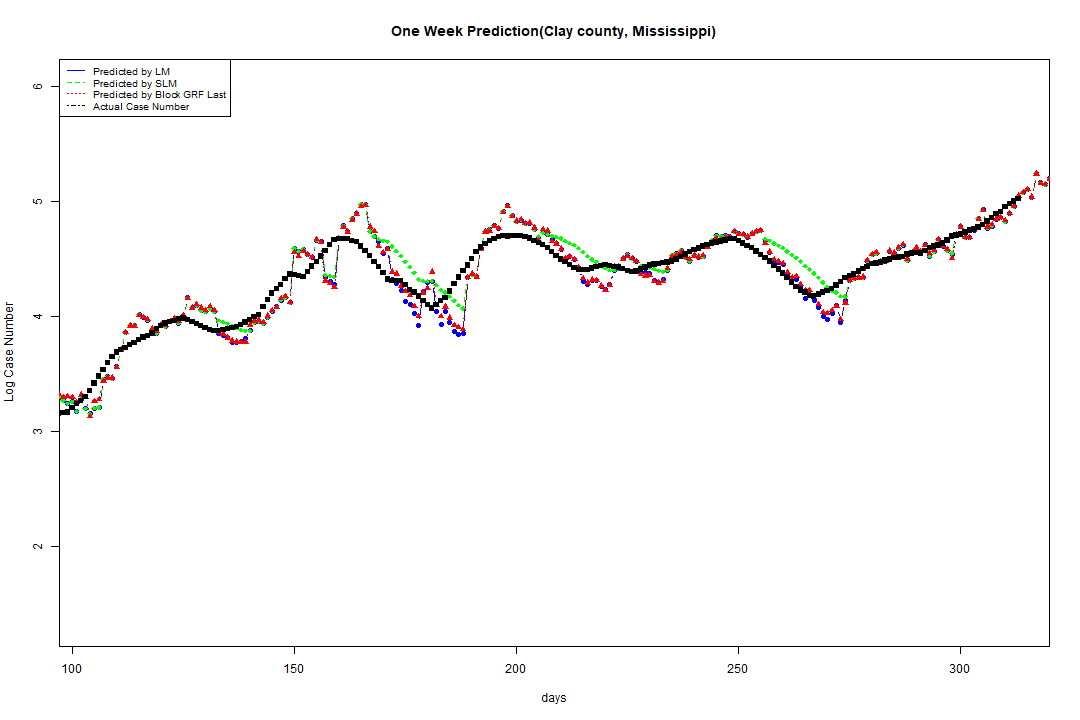 One Week Prediction(Clay county, Mississippi)
Predicted by LM
Predicted by SLM
Predicted by Block GRF Last
Actual Case Number
6
5
4
3
2
Log Case Number
100 150 200 250 300
days